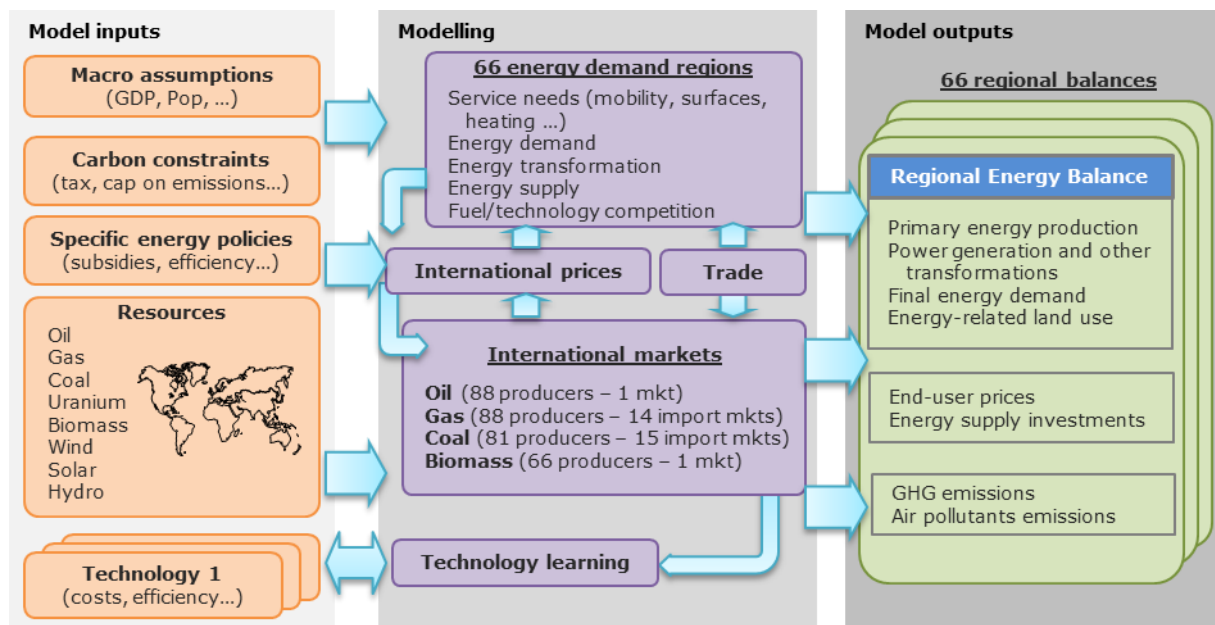 Model inputs
Macro assumptions
(GDP, Pop, ...)
Carbon constraints
(tax, cap on emissions...)
Specific energy policies
(subsidies, efficiency...)
Resources
Oil
Gas
Coal
Uranium
Biomass
Wind
Solar
Hydro
Technology 1
(costs, efficiency...)
Modelling
66 energy demand regions
Service needs (mobility, surfaces,
heating ...)
Energy demand
Energy transformation
Energy supply
Fuel/technology competition
International prices
Trade
International markets
Oil (88 producers – 1 mkt)
Gas (88 producers – 14 import mkts)
Coal (81 producers – 15 import mkts)
Biomass (66 producers – 1 mkt)
Technology learning
Model outputs
66 regional balances
Regional Energy Balance
Primary energy production
Power generation and other
transformations
Final energy demand
Energy-related land use
End-user prices
Energy supply investments
GHG emissions
Air pollutants emissions